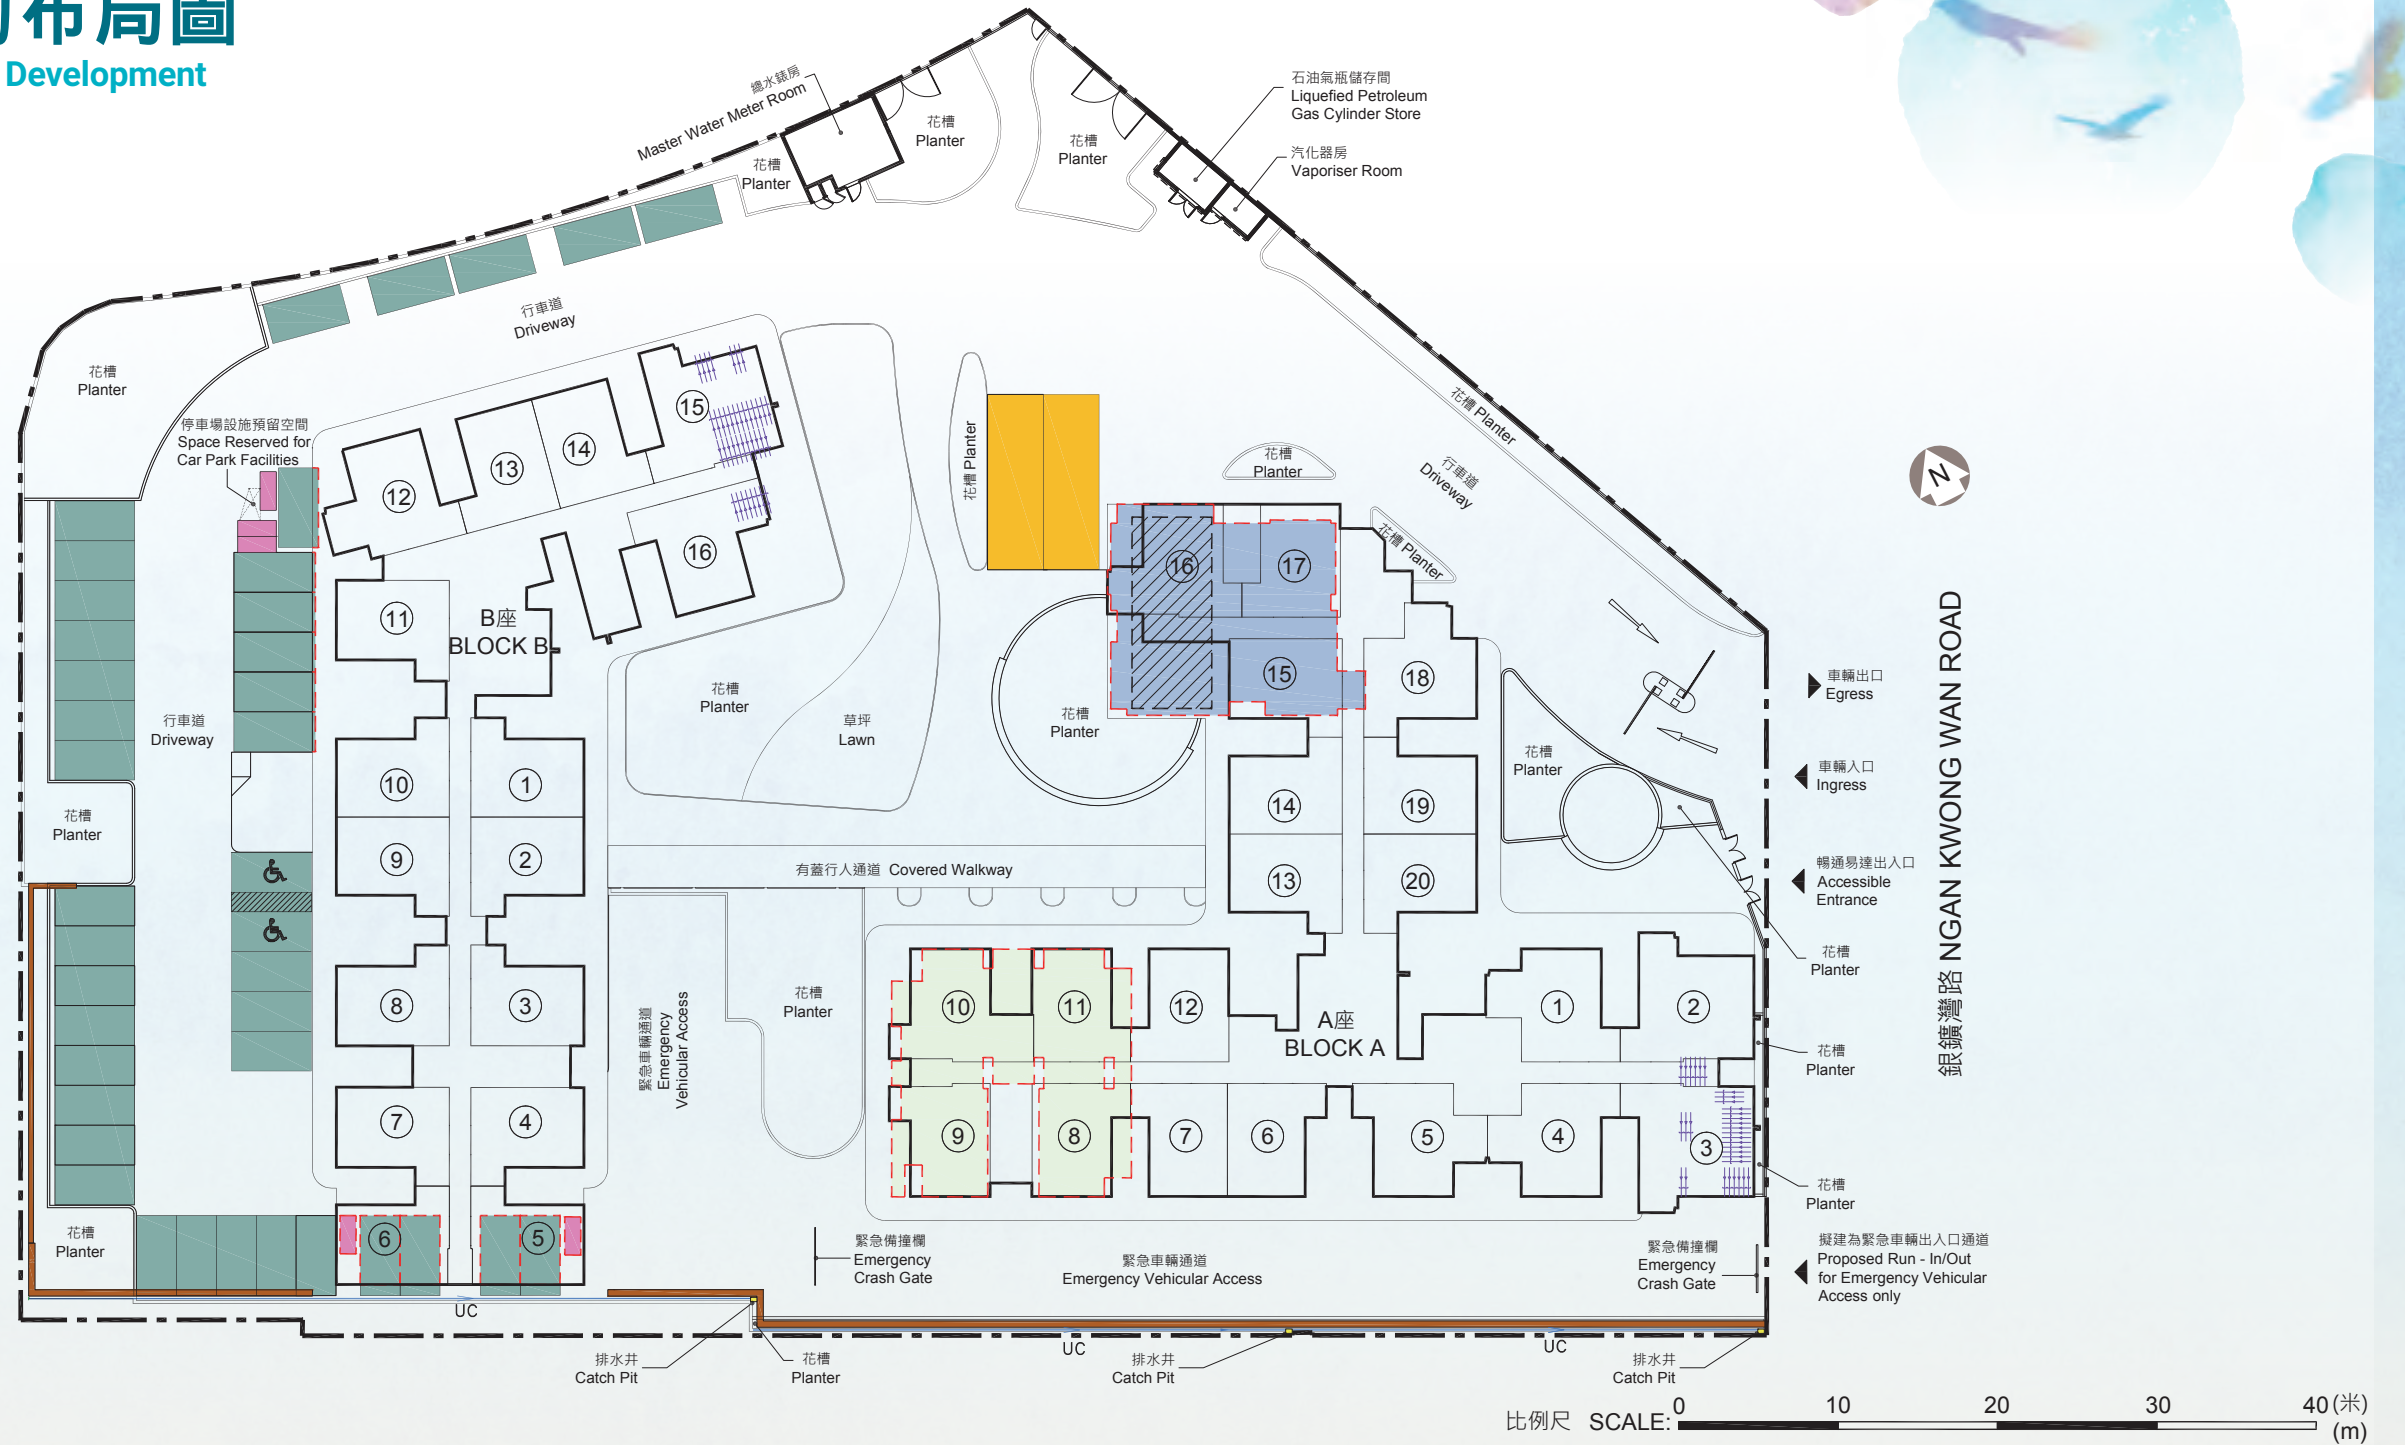 布局圖
Development
總水錶房
Master Water Meter Room
花槽
Planter
花槽
Planter
花槽
Planter
石油氣瓶儲存間
Liquefied Petroleum
Gas Cylinder Store
汽化器房
Vaporiser Room
行車道
Driveway
花槽
Planter
停車場設施預留空間
Space Reserved for
Car Park Facilities
花槽 Planter
花槽
Planter
花槽 Planter
行車道
Driveway
花槽 Planter
N
12
13
14
15
16
11
B座
BLOCK B
10
1
9
2
8
3
7
4
6
5
行車道
Driveway
花槽
Planter
花槽
Planter
花槽
Planter
草坪
Lawn
花槽
Planter
16
17
15
18
14
19
13
20
花槽
Planter
有蓋行人通道 Covered Walkway
緊急車輛通道
Emergency
Vehicular Access
花槽
Planter
10
11
12
A座
BLOCK A
1
2
9
8
7
6
5
4
3
車輛出口
Egress
車輛入口
Ingress
暢通易達出入口
Accessible
Entrance
花槽
Planter
花槽
Planter
花槽
Planter
銀鑛灣路 NGAN KWONG WAN ROAD
擬建為緊急車輛出入口通道
Proposed Run - In/Out
for Emergency Vehicular
Access only
緊急備撞欄
Emergency
Crash Gate
緊急車輛通道
Emergency Vehicular Access
緊急備撞欄
Emergency
Crash Gate
UC
UC
UC
排水井
Catch Pit
花槽
Planter
排水井
Catch Pit
排水井
Catch Pit
比例尺 SCALE:
0 10 20 30 40 (米)
(m)